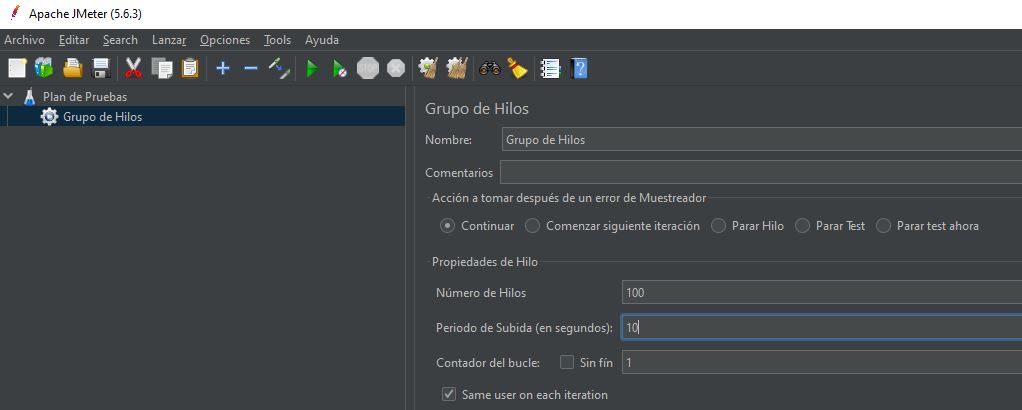 Apache JMeter (5.6.3)
Archivo Editar Search Lanzar Opciones Tools Ayuda
STOP
Plan de Pruebas
Grupo de Hilos
Grupo de Hilos
Nombre: Grupo de Hilos
Comentarios
Acción a tomar después de un error de Muestreador
Continuar Comenzar siguiente iteración Parar Hilo Parar Test Parar test ahora
Propiedades de Hilo
Número de Hilos 100
Periodo de Subida (en segundos): 10
Contador del bucle: Sin fín 1
Same user on each iteration